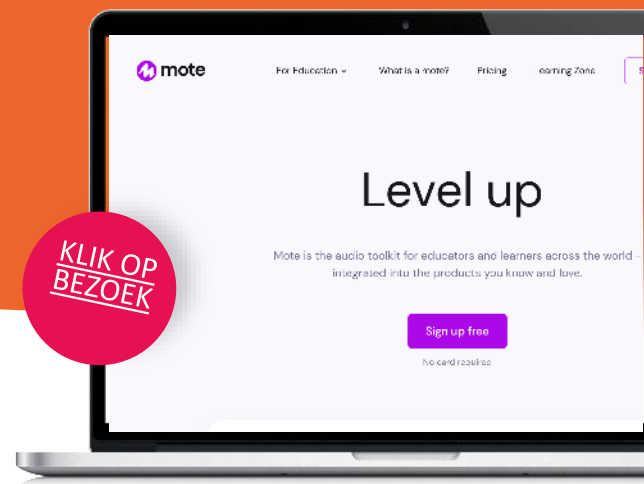 mote
For Education
What is a mote?
Pricing
earning Zone
S
Level up
Mote is the audio toolkit for educators and learners across the world –
integrated into the products you know and love.
Sign up free
No card required
KLIK OP
BEZOEK